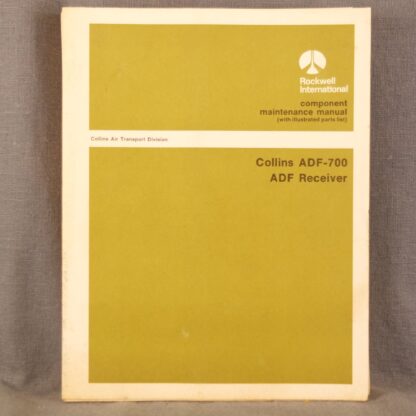 Rockwell
International
component
maintenance manual
(with illustrated parts list)
Collins Air Transport Division
Collins ADF-700
ADF Receiver